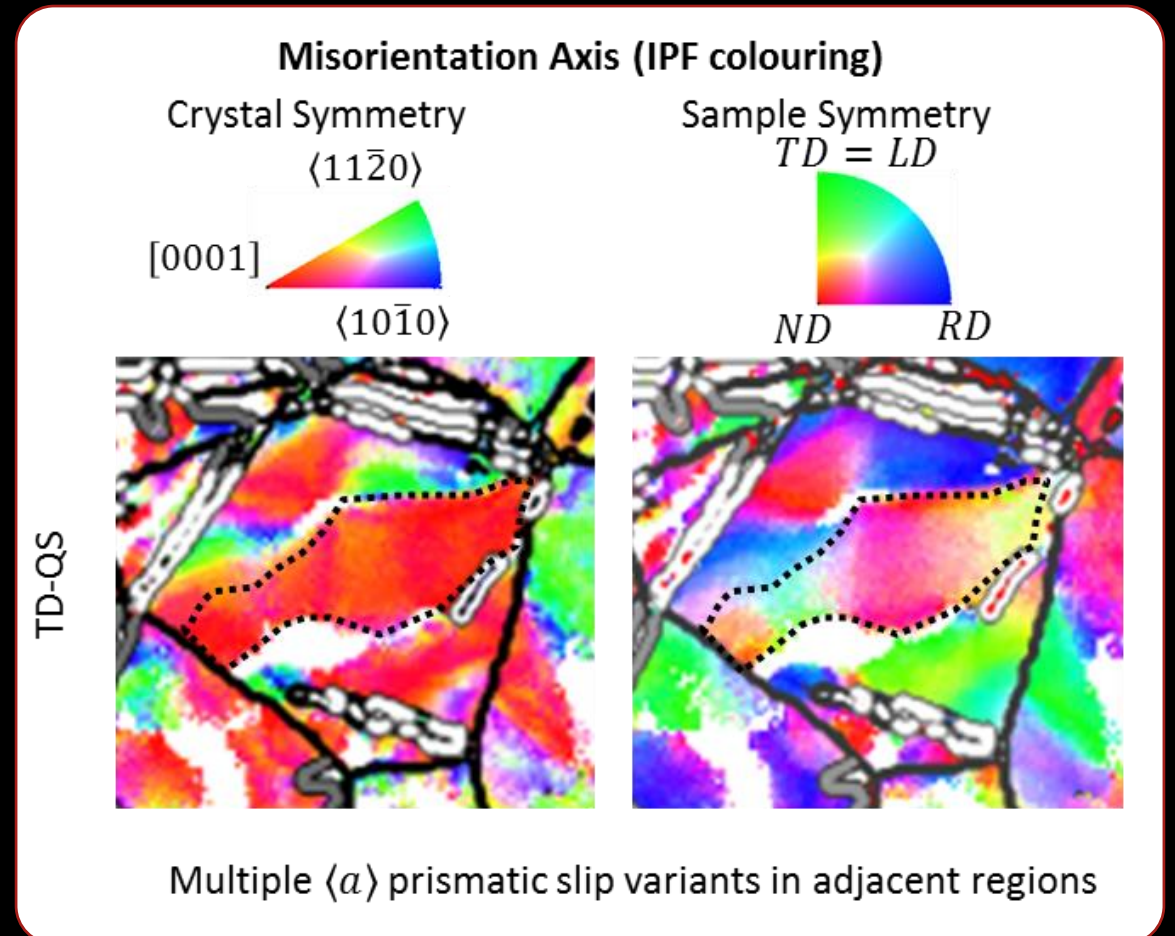 Misorientation Axis (IPF colouring)
Crystal Symmetry
⟨112̄0⟩
[0001]
⟨101̄0⟩
Sample Symmetry
TD = LD
ND
RD
TD-QS
Multiple ⟨a⟩ prismatic slip variants in adjacent regions